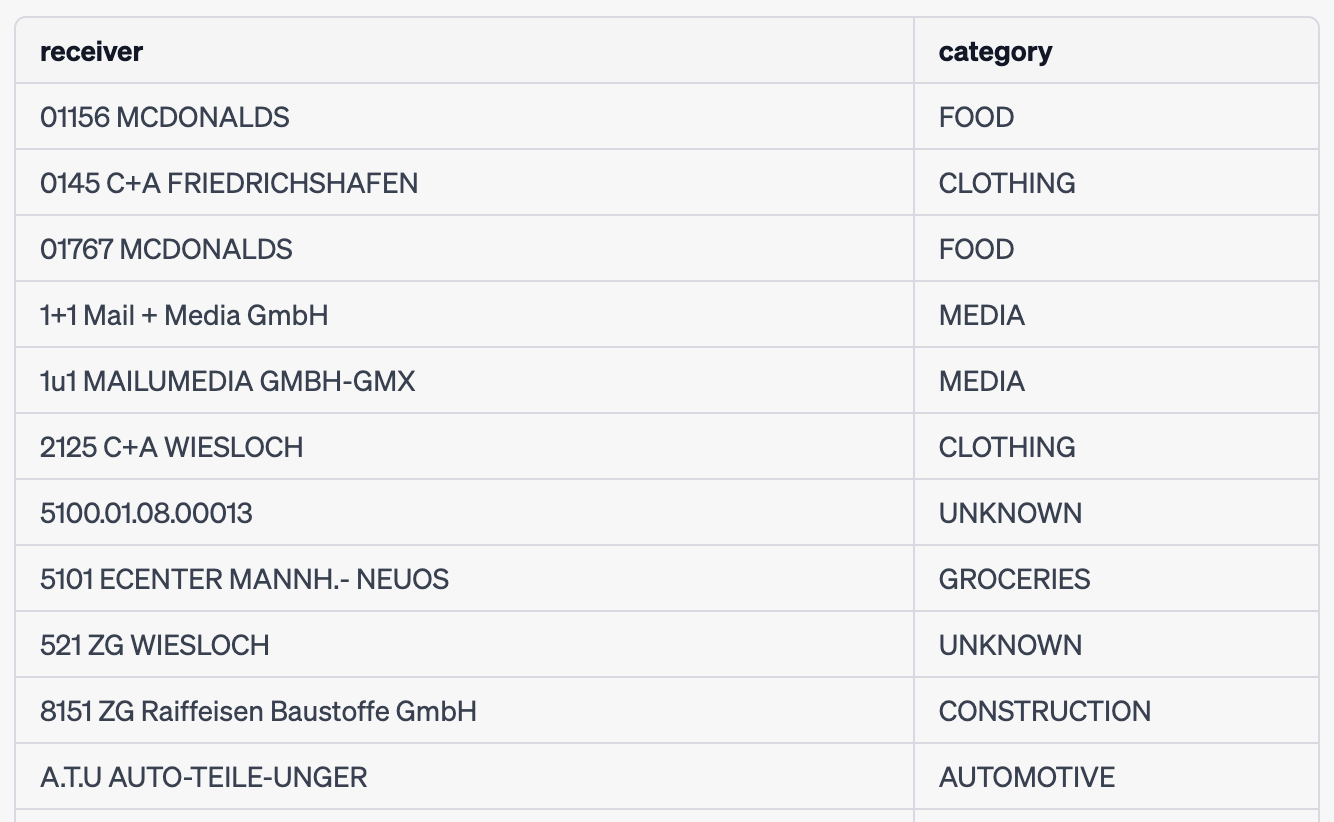 receiver category
01156 MCDONALDS FOOD
0145 C+A FRIEDRICHSHAFEN CLOTHING
01767 MCDONALDS FOOD
1+1 Mail + Media GmbH MEDIA
1u1 MAILUMEDIA GMBH-GMX MEDIA
2125 C+A WIESLOCH CLOTHING
5100.01.08.00013 UNKNOWN
5101 ECENTER MANNH.- NEUOS GROCERIES
521 ZG WIESLOCH UNKNOWN
8151 ZG Raiffeisen Baustoffe GmbH CONSTRUCTION
A.T.U AUTO-TEILE-UNGER AUTOMOTIVE